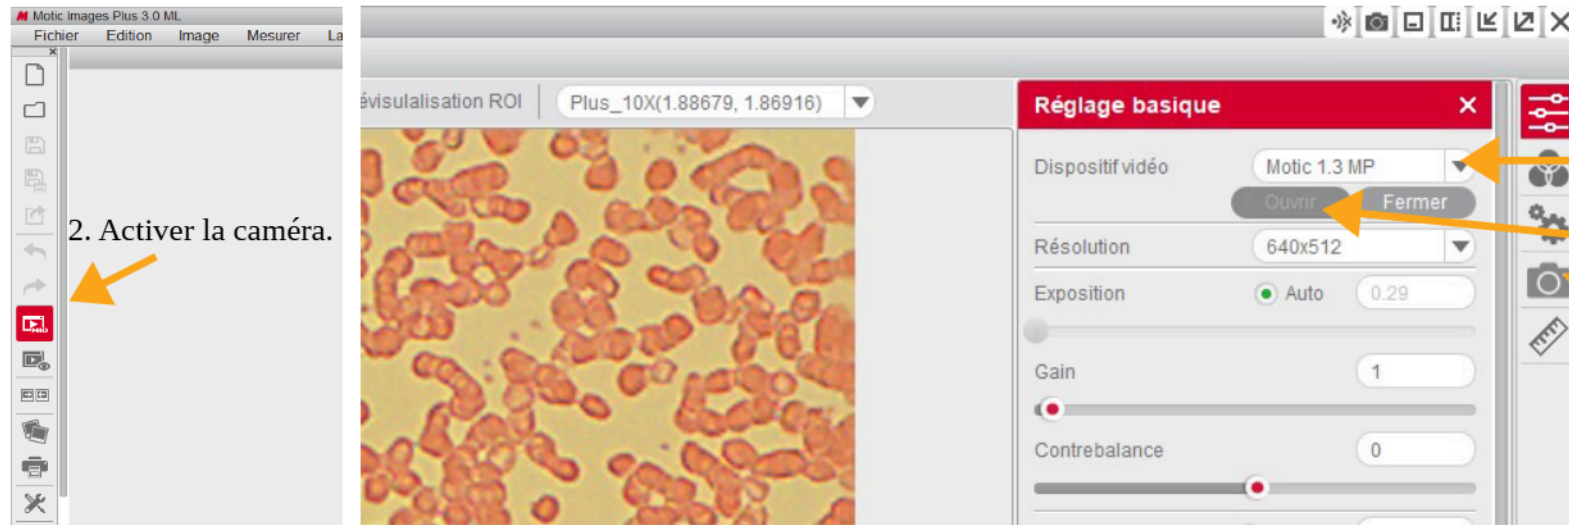 Motic Images Plus 3.0 ML
Fichier Edition Image Mesurer La
2. Activer la caméra.
évisulalisation ROI Plus_10X(1.88679, 1.86916)
Réglage basique
Dispositif vidéo Motic 1.3 MP
Ouvrir Fermer
Résolution 640x512
Exposition Auto 0.29
Gain 1
Contrebalance 0